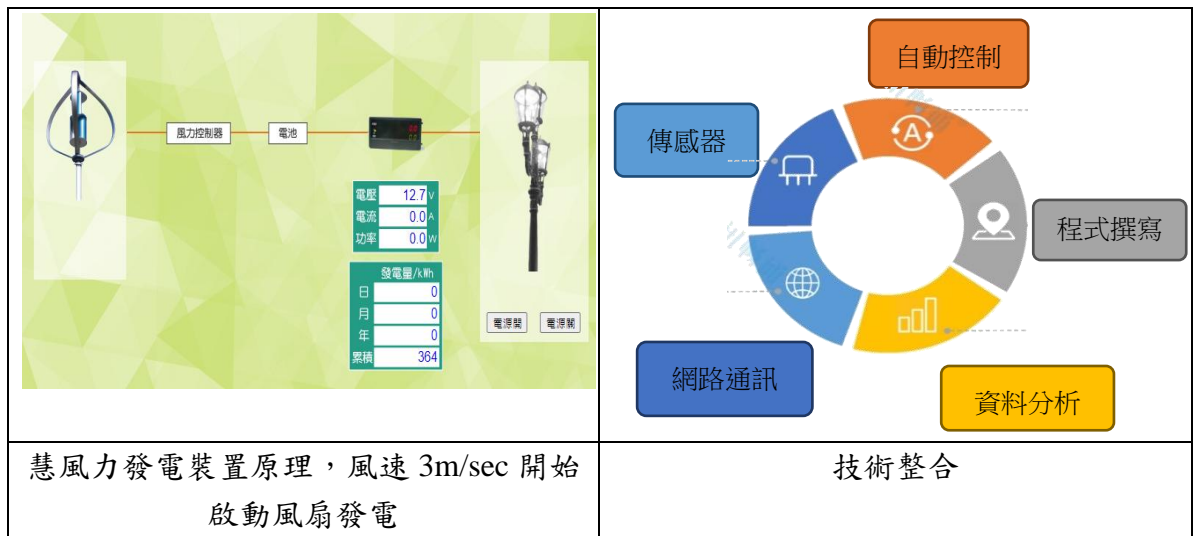 風力控制器
電池
電壓 12.7 V
電流 0.0 A
功率 0.0 W
發電量/kWh
日 0
月 0
年 0
累積 364
電源開 電源關
慧風力發電裝置原理，風速 3m/sec 開始
啟動風扇發電
自動控制
傳感器
A
程式撰寫
網路通訊
資料分析
技術整合